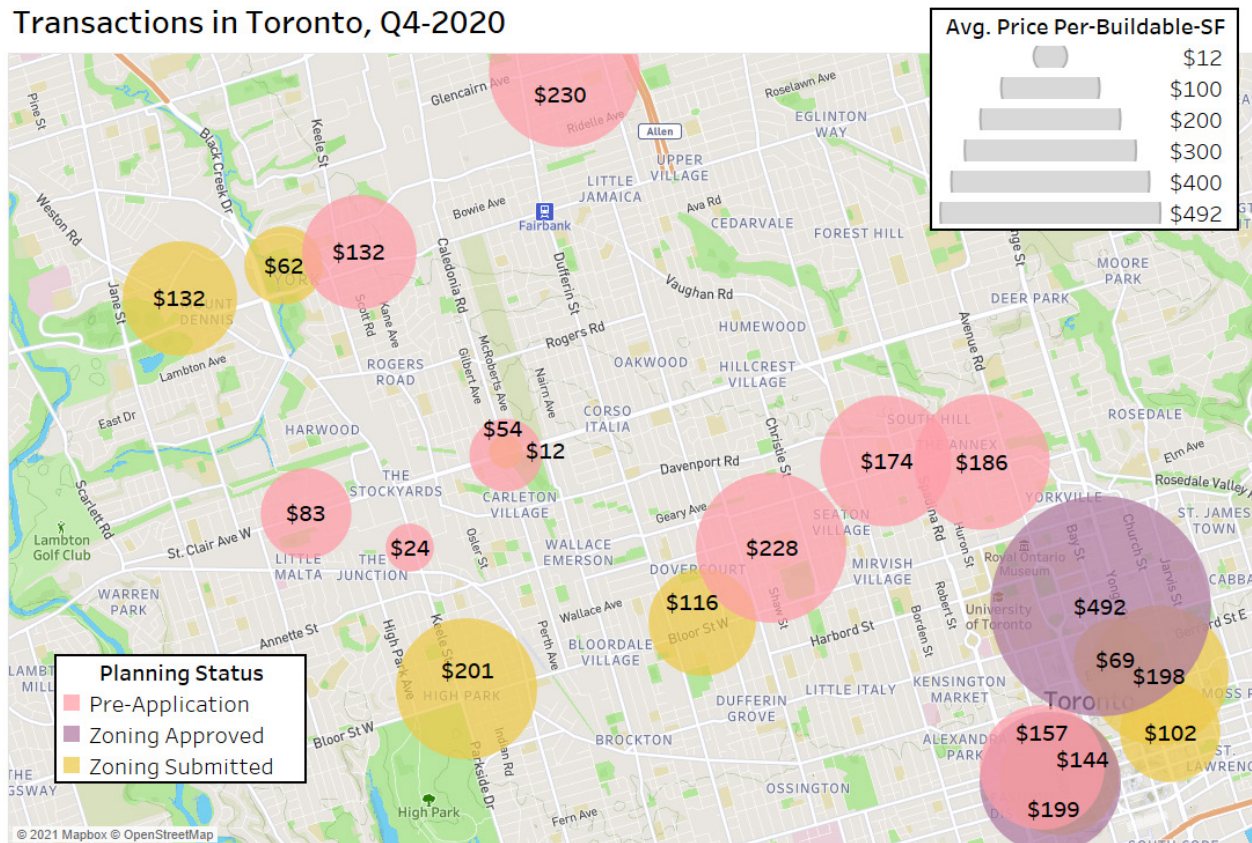 Transactions in Toronto, Q4-2020
Avg. Price Per-Buildable-SF
$12
$100
$200
$300
$400
$492
Glencairn Ave
$230
Ridelle Ave
Roselawn Ave
EGLINTON
WAY
Allen
Pine St
Keele St
Black Creek Dr
UPPER
VILLAGE
LITTLE
JAMAICA
Weston Rd
Bowie Ave
Fairbank
Ava Rd
CEDARVALE
FOREST HILL
MOORE
PARK
$132
$62
YORK
$132
DENNIS
Jane St
Scott Rd
Kane Ave
Caledonia Rd
Dufferin St
Vaughan Rd
DEER PARK
HUMEWOOD
Avenue Rd
Lambton Ave
ROGERS
ROAD
Gilbert Ave
McRoberts Ave
Nairn Ave
Rogers Rd
OAKWOOD
HILLCREST
VILLAGE
East Dr
HARWOOD
CORSO
ITALIA
SOUTH HILL
ROSEDALE
$54
$12
Christie St
THE ANNEX
Elm Ave
Davenport Rd
$174
$186
THE
STOCKYARDS
CARLETON
VILLAGE
Scarlett Rd
YORKVILLE
Rosedale Valley
Geary Ave
SEATON
VILLAGE
ST. JAMES
TOWN
Lambton
Golf Club
$83
St. Clair Ave W
$24
LITTLE
MALTA
THE
JUNCTION
Osler St
WALLACE
EMERSON
$228
DOVERCOURT
MIRVISH
VILLAGE
Huron St
Royal Ontario
Museum
Bay St
Church St
Jarvis St
WARREN
PARK
$116
Shaw St
$492
University
of Toronto
Robert St
Borden St
Wallace Ave
Bloor St W
Harbord St
Annette St
Keele St
Perth Ave
BLOORDALE
VILLAGE
High Park Ave
$201
HIGH PARK
$69
$198
MOSS
KENSINGTON
MARKET
LITTLE ITALY
DUFFERIN
GROVE
Toronto
Planning Status
Pre-Application
Zoning Approved
Zoning Submitted
Bloor St W
Indian Rd
Parkside Dr
BROCKTON
$157
$102
$144
ST.
OSSINGTON
$199
High Park
Fern Ave
© 2021 Mapbox © OpenStreetMap